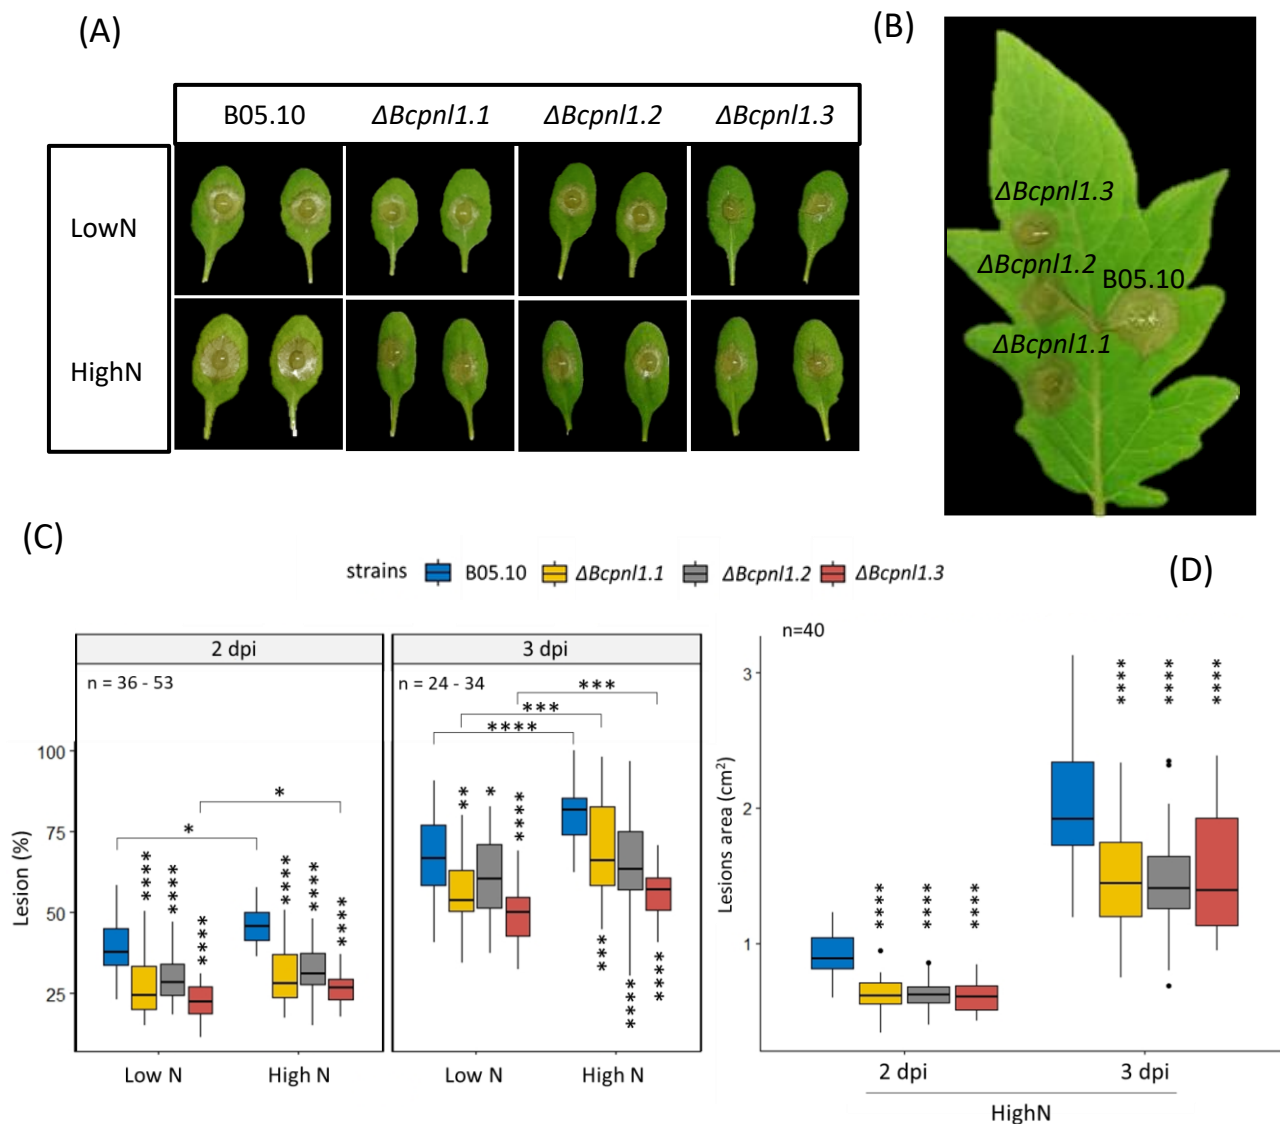 (A)
B05.10 ΔBcpnl1.1 ΔBcpnl1.2 ΔBcpnl1.3
LowN
HighN
(B)
ΔBcpnl1.3
ΔBcpnl1.2
B05.10
ΔBcpnl1.1
(C)
strains B05.10 ΔBcpnl1.1 ΔBcpnl1.2 ΔBcpnl1.3
2 dpi 3 dpi
n = 36 - 53
n = 24 - 34
***
***
****
*
*
****
****
****
****
****
****
**
*
****
***
****
****
Lesion (%)
100
75
50
25
Low N High N Low N High N
(D)
n=40
Lesions area (cm²)
3
2
1
****
****
****
****
****
****
2 dpi 3 dpi
HighN